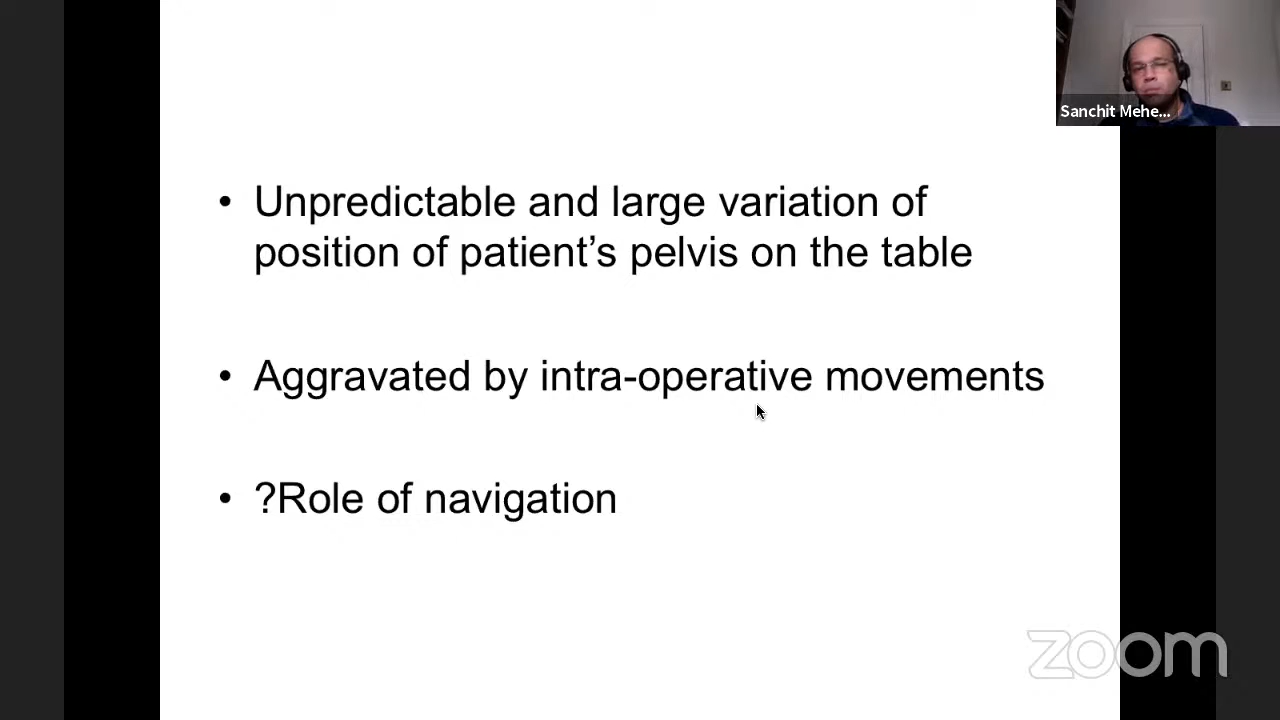 Sanchit Mehe...
• Unpredictable and large variation of
position of patient’s pelvis on the table
• Aggravated by intra-operative movements
• ?Role of navigation
zoom